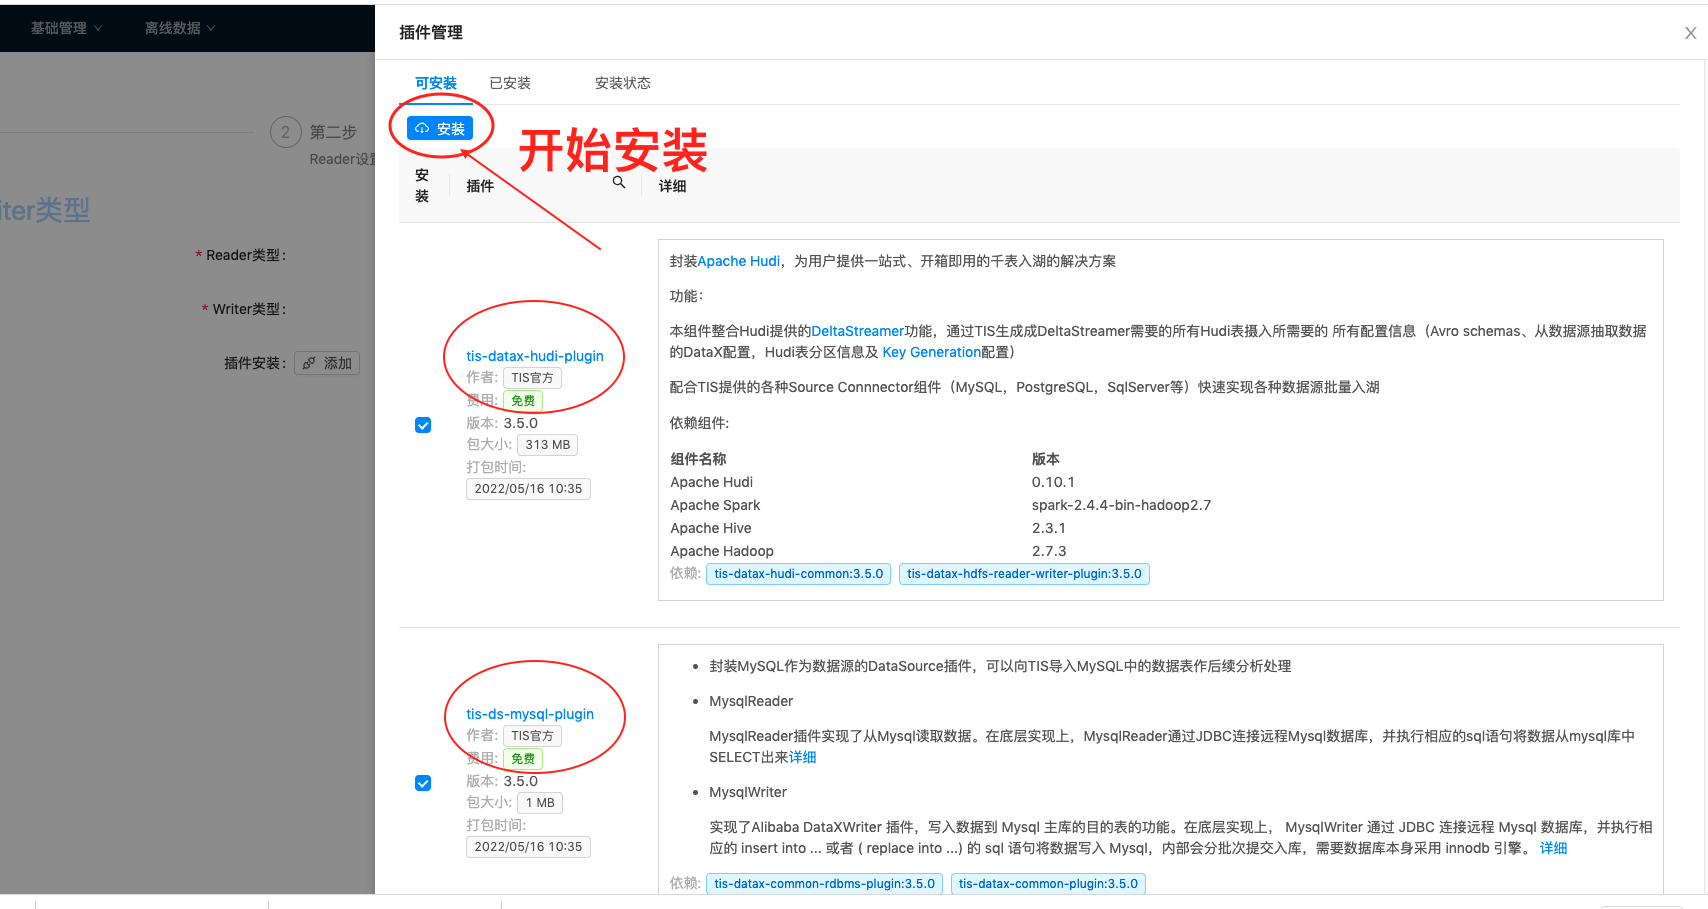 基础管理
离线数据
2 第二步
Reader设
iter类型
* Reader类型:
* Writer类型:
插件安装: 添加
插件管理
可安装
已安装
安装状态
安装
开始安装
安装
插件
详细
tis-datax-hudi-plugin
作者: TIS官方
费用: 免费
版本: 3.5.0
包大小: 313 MB
打包时间:
2022/05/16 10:35
封装Apache Hudi，为用户提供一站式、开箱即用的千表入湖的解决方案
功能：
本组件整合Hudi提供的DeltaStreamer功能，通过TIS生成成DeltaStreamer需要的所有Hudi表摄入所需要的 所有配置信息（Avro schemas、从数据源抽取数据
的DataX配置，Hudi表分区信息及 Key Generation配置）
配合TIS提供的各种Source Connnector组件（MySQL，PostgreSQL，SqlServer等）快速实现各种数据源批量入湖
依赖组件:
组件名称 版本
Apache Hudi 0.10.1
Apache Spark spark-2.4.4-bin-hadoop2.7
Apache Hive 2.3.1
Apache Hadoop 2.7.3
依赖: tis-datax-hudi-common:3.5.0 tis-datax-hdfs-reader-writer-plugin:3.5.0
tis-ds-mysql-plugin
作者: TIS官方
费用: 免费
版本: 3.5.0
包大小: 1 MB
打包时间:
2022/05/16 10:35
• 封装MySQL作为数据源的DataSource插件，可以向TIS导入MySQL中的数据表作后续分析处理
• MysqlReader
MysqlReader插件实现了从Mysql读取数据。在底层实现上，MysqlReader通过JDBC连接远程Mysql数据库，并执行相应的sql语句将数据从mysql库中
SELECT出来详细
• MysqlWriter
实现了Alibaba DataXWriter 插件，写入数据到 Mysql 主库的目的表的功能。在底层实现上， MysqlWriter 通过 JDBC 连接远程 Mysql 数据库，并执行相
应的 insert into ... 或者 ( replace into ...) 的 sql 语句将数据写入 Mysql，内部会分批次提交入库，需要数据库本身采用 innodb 引擎。 详细
依赖: tis-datax-common-rdbms-plugin:3.5.0 tis-datax-common-plugin:3.5.0